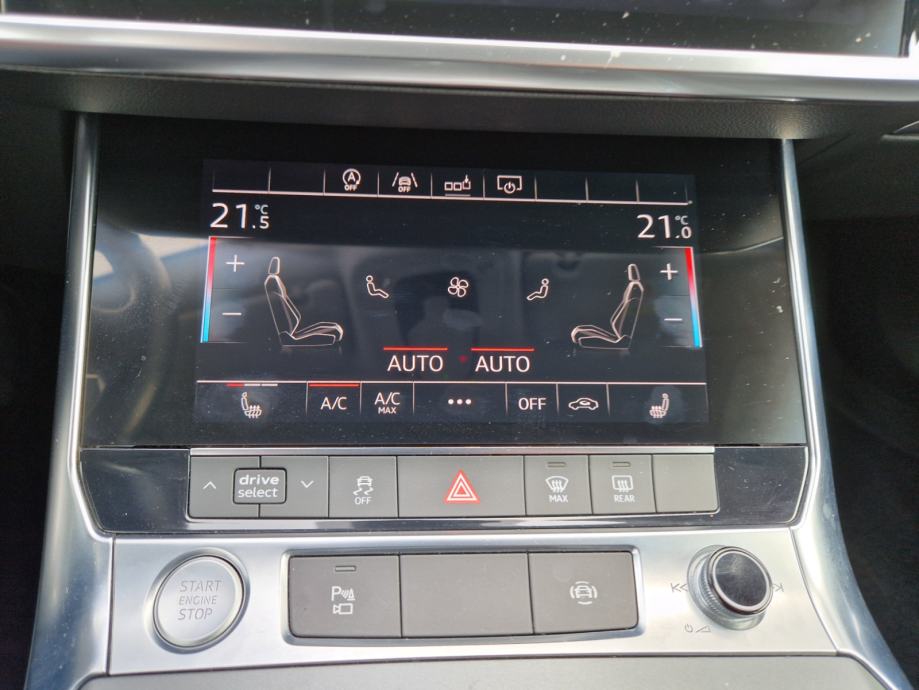 A
OFF
OFF
21.5 °C
21.0 °C
+
+
−
−
AUTO AUTO
A/C
A/C MAX
•••
OFF
drive select
OFF
MAX
REAR
START
ENGINE
STOP
P